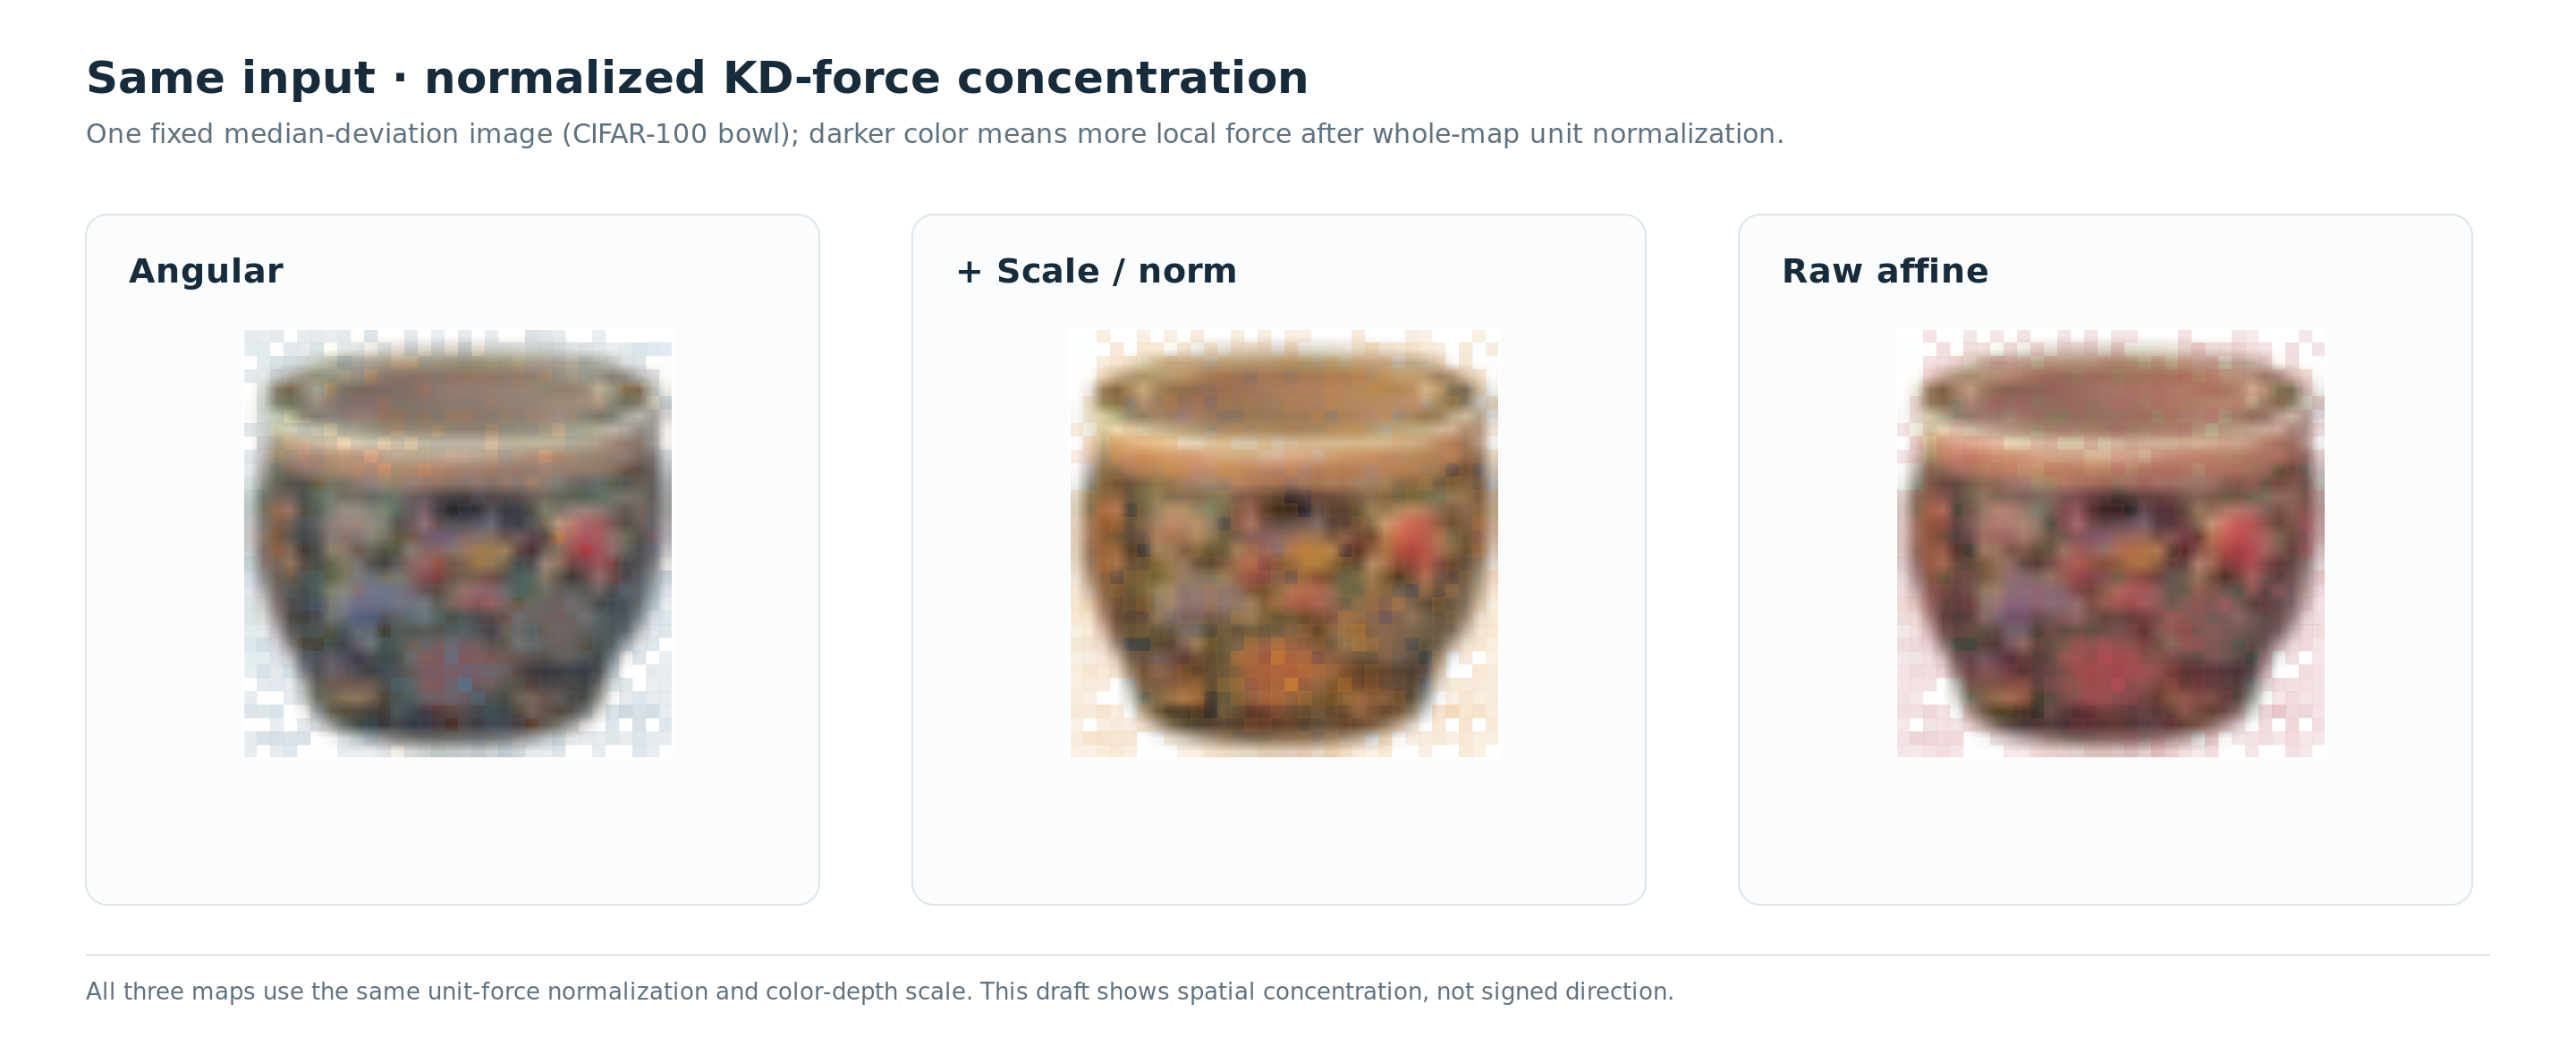 Same input · normalized KD-force concentration
One fixed median-deviation image (CIFAR-100 bowl); darker color means more local force after whole-map unit normalization.
Angular
+ Scale / norm
Raw affine
All three maps use the same unit-force normalization and color-depth scale. This draft shows spatial concentration, not signed direction.